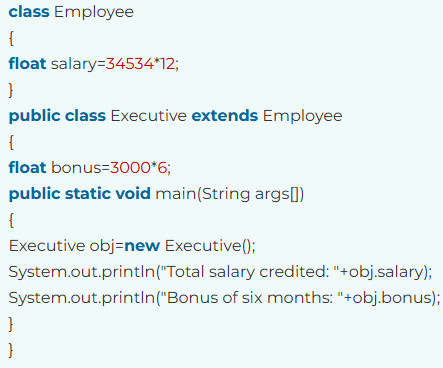 class Employee
{
float salary=34534*12;
}
public class Executive extends Employee
{
float bonus=3000*6;
public static void main(String args[])
{
Executive obj=new Executive();
System.out.println("Total salary credited: "+obj.salary);
System.out.println("Bonus of six months: "+obj.bonus);
}
}